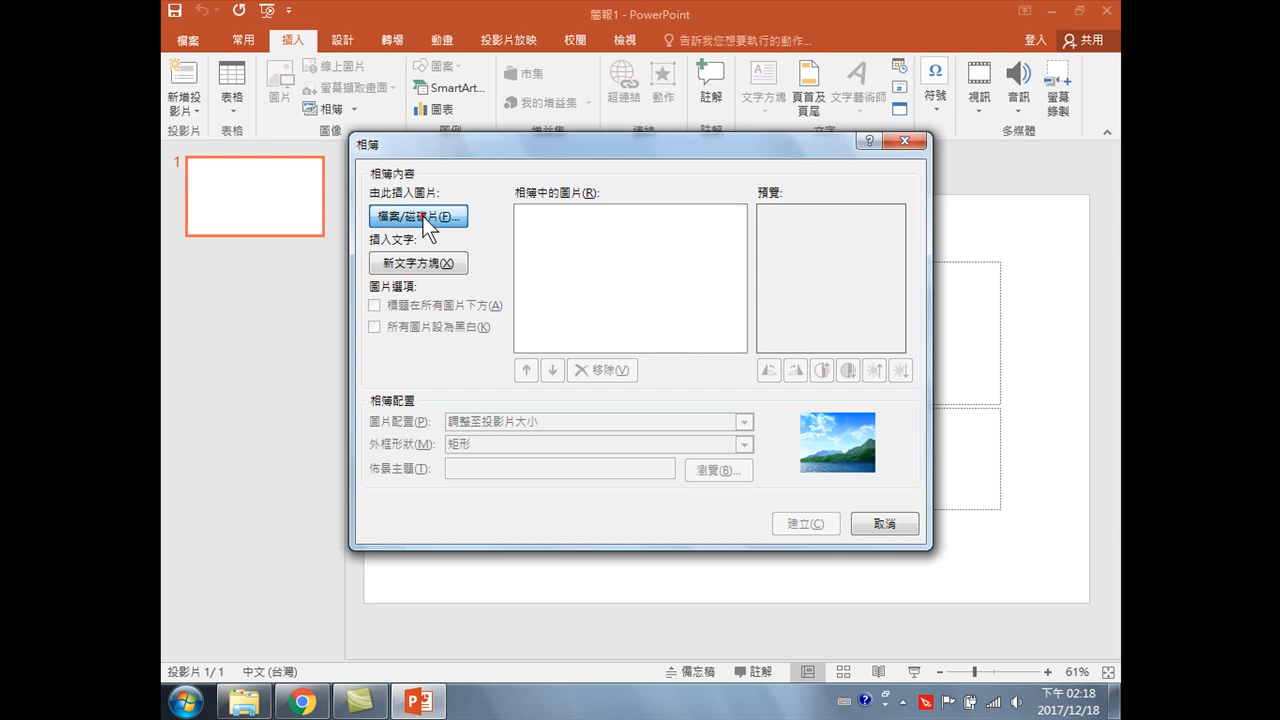 簡報1 - PowerPoint
檔案 常用 插入 設計 轉場 動畫 投影片放映 校閱 檢視 告訴我您想要執行的動作... 登入 共用
新增投影片 表格 圖片 線上圖片 螢幕擷取畫面 相簿 圖案 SmartArt... 圖表 市集 我的增益集 超連結 動作 註解 文字方塊 頁首及頁尾 文字藝術師 符號 視訊 音訊 螢幕錄製
投影片 表格 圖像 圖例 增益集 連結 註解 文字 多媒體
1
相簿
相簿內容
由此插入圖片:
檔案/磁碟片(F)...
插入文字:
新文字方塊(X)
圖片選項:
標題在所有圖片下方(A)
所有圖片設為黑白(K)
相簿中的圖片(R):
預覽:
移除(V)
相簿配置
圖片配置(P): 調整至投影片大小
外框形狀(M): 矩形
佈景主題(T): 瀏覽(B)...
建立(C) 取消
投影片 1/1 中文 (台灣) 備忘稿 註解 61%
下午 02:18
2017/12/18